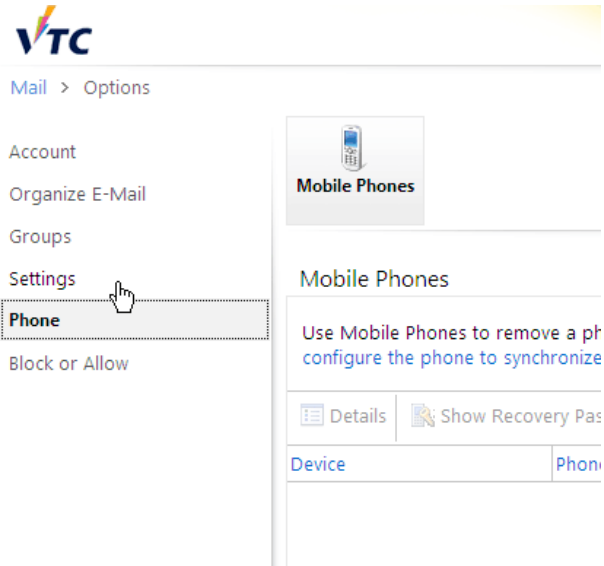 VTC
Mail > Options
Account
Organize E-Mail
Groups
Settings
Phone
Block or Allow
Mobile Phones
Mobile Phones
Use Mobile Phones to remove a ph
configure the phone to synchronize
Details Show Recovery Pas
Device Phone